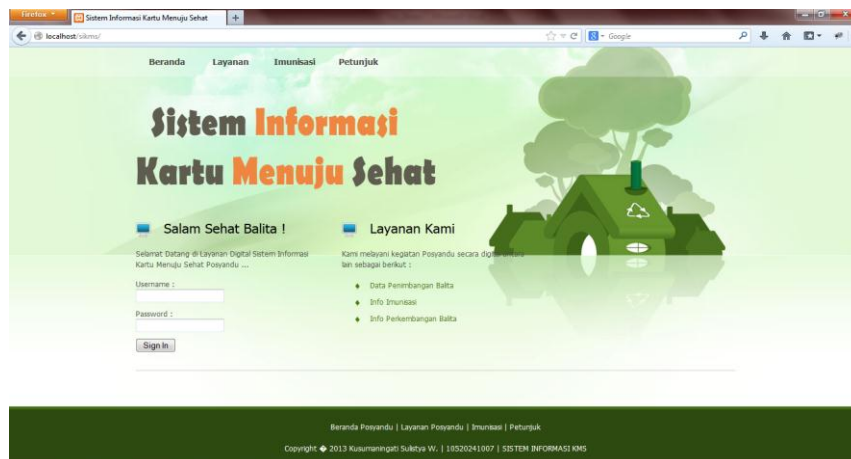 Firefox
Sistem Informasi Kartu Menuju Sehat
localhost/sikms/
Google
Beranda Layanan Imunisasi Petunjuk
Sistem Informasi
Kartu Menuju Sehat
Salam Sehat Balita !
Selamat Datang di Layanan Digital Sistem Informasi
Kartu Menuju Sehat Posyandu ...
Username :
Password :
Sign In
Layanan Kami
Kami melayani kegiatan Posyandu secara digital antara
lain sebagai berikut :
Data Penimbangan Balita
Info Imunisasi
Info Perkembangan Balita
Beranda Posyandu | Layanan Posyandu | Imunisasi | Petunjuk
Copyright � 2013 Kusumaningati Sulistya W. | 10520241007 | SISTEM INFORMASI KMS